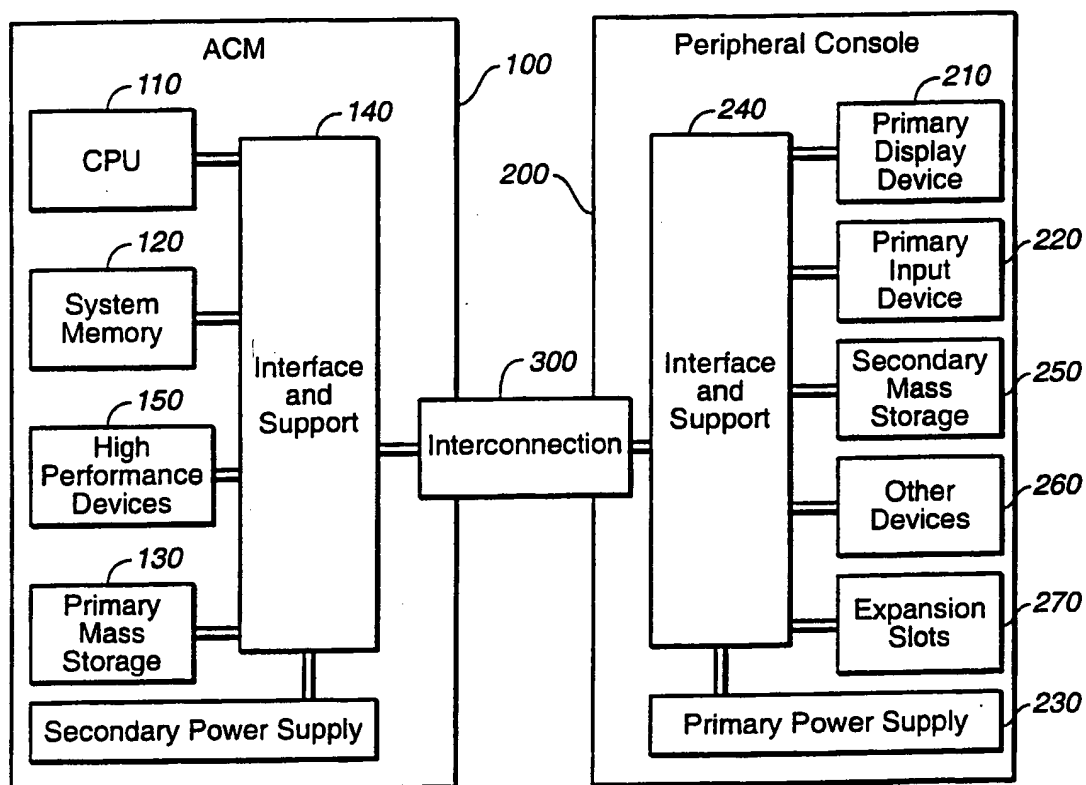 ACM
100
110
CPU
120
System
Memory
150
High
Performance
Devices
130
Primary
Mass
Storage
140
Interface
and
Support
Secondary Power Supply
300
Interconnection
Peripheral Console
200
240
Interface
and
Support
210
Primary
Display
Device
220
Primary
Input
Device
250
Secondary
Mass
Storage
260
Other
Devices
270
Expansion
Slots
230
Primary Power Supply